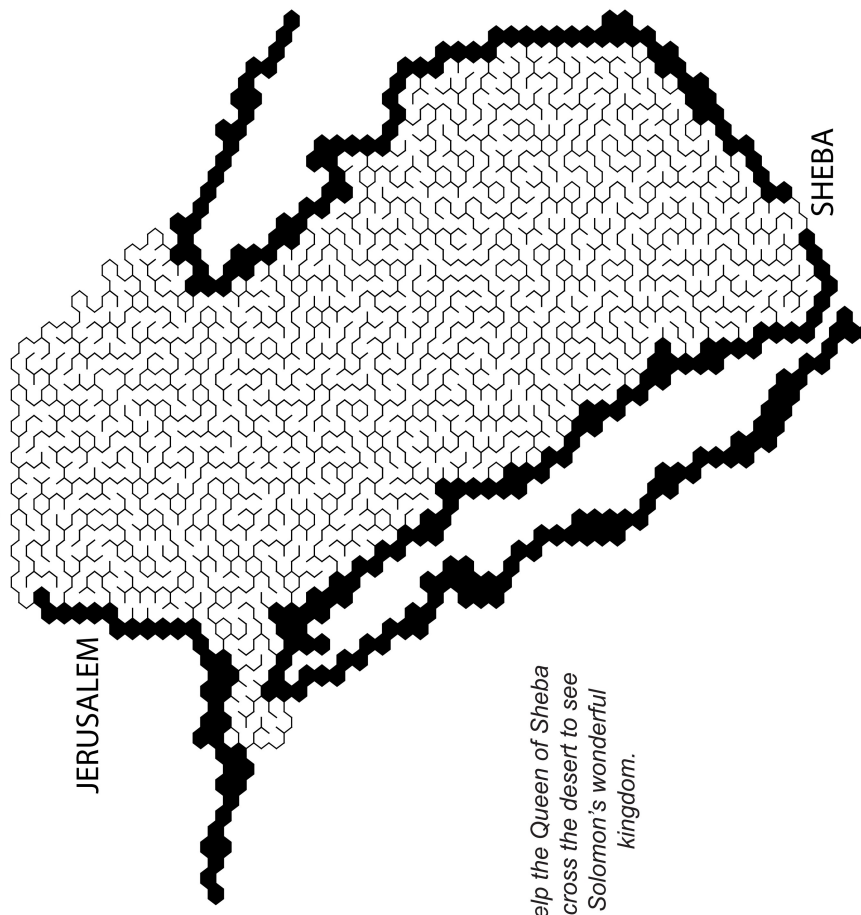 JERUSALEM
SHEBA
elp the Queen of Sheba
cross the desert to see
Solomon's wonderful
kingdom.